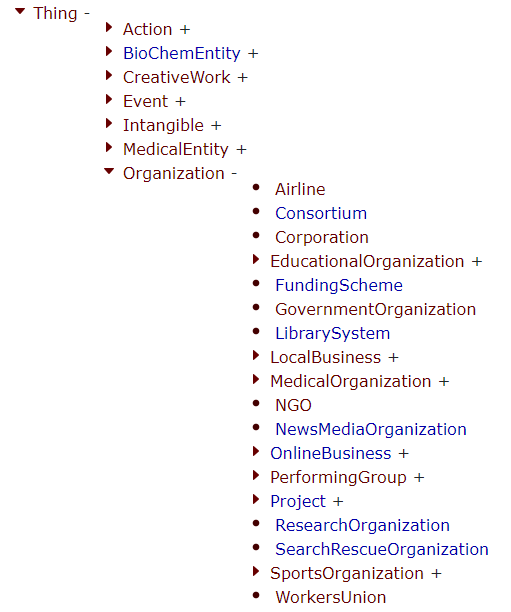 Thing -
Action +
BioChemEntity +
CreativeWork +
Event +
Intangible +
MedicalEntity +
Organization -
Airline
Consortium
Corporation
EducationalOrganization +
FundingScheme
GovernmentOrganization
LibrarySystem
LocalBusiness +
MedicalOrganization +
NGO
NewsMediaOrganization
OnlineBusiness +
PerformingGroup +
Project +
ResearchOrganization
SearchRescueOrganization
SportsOrganization +
WorkersUnion